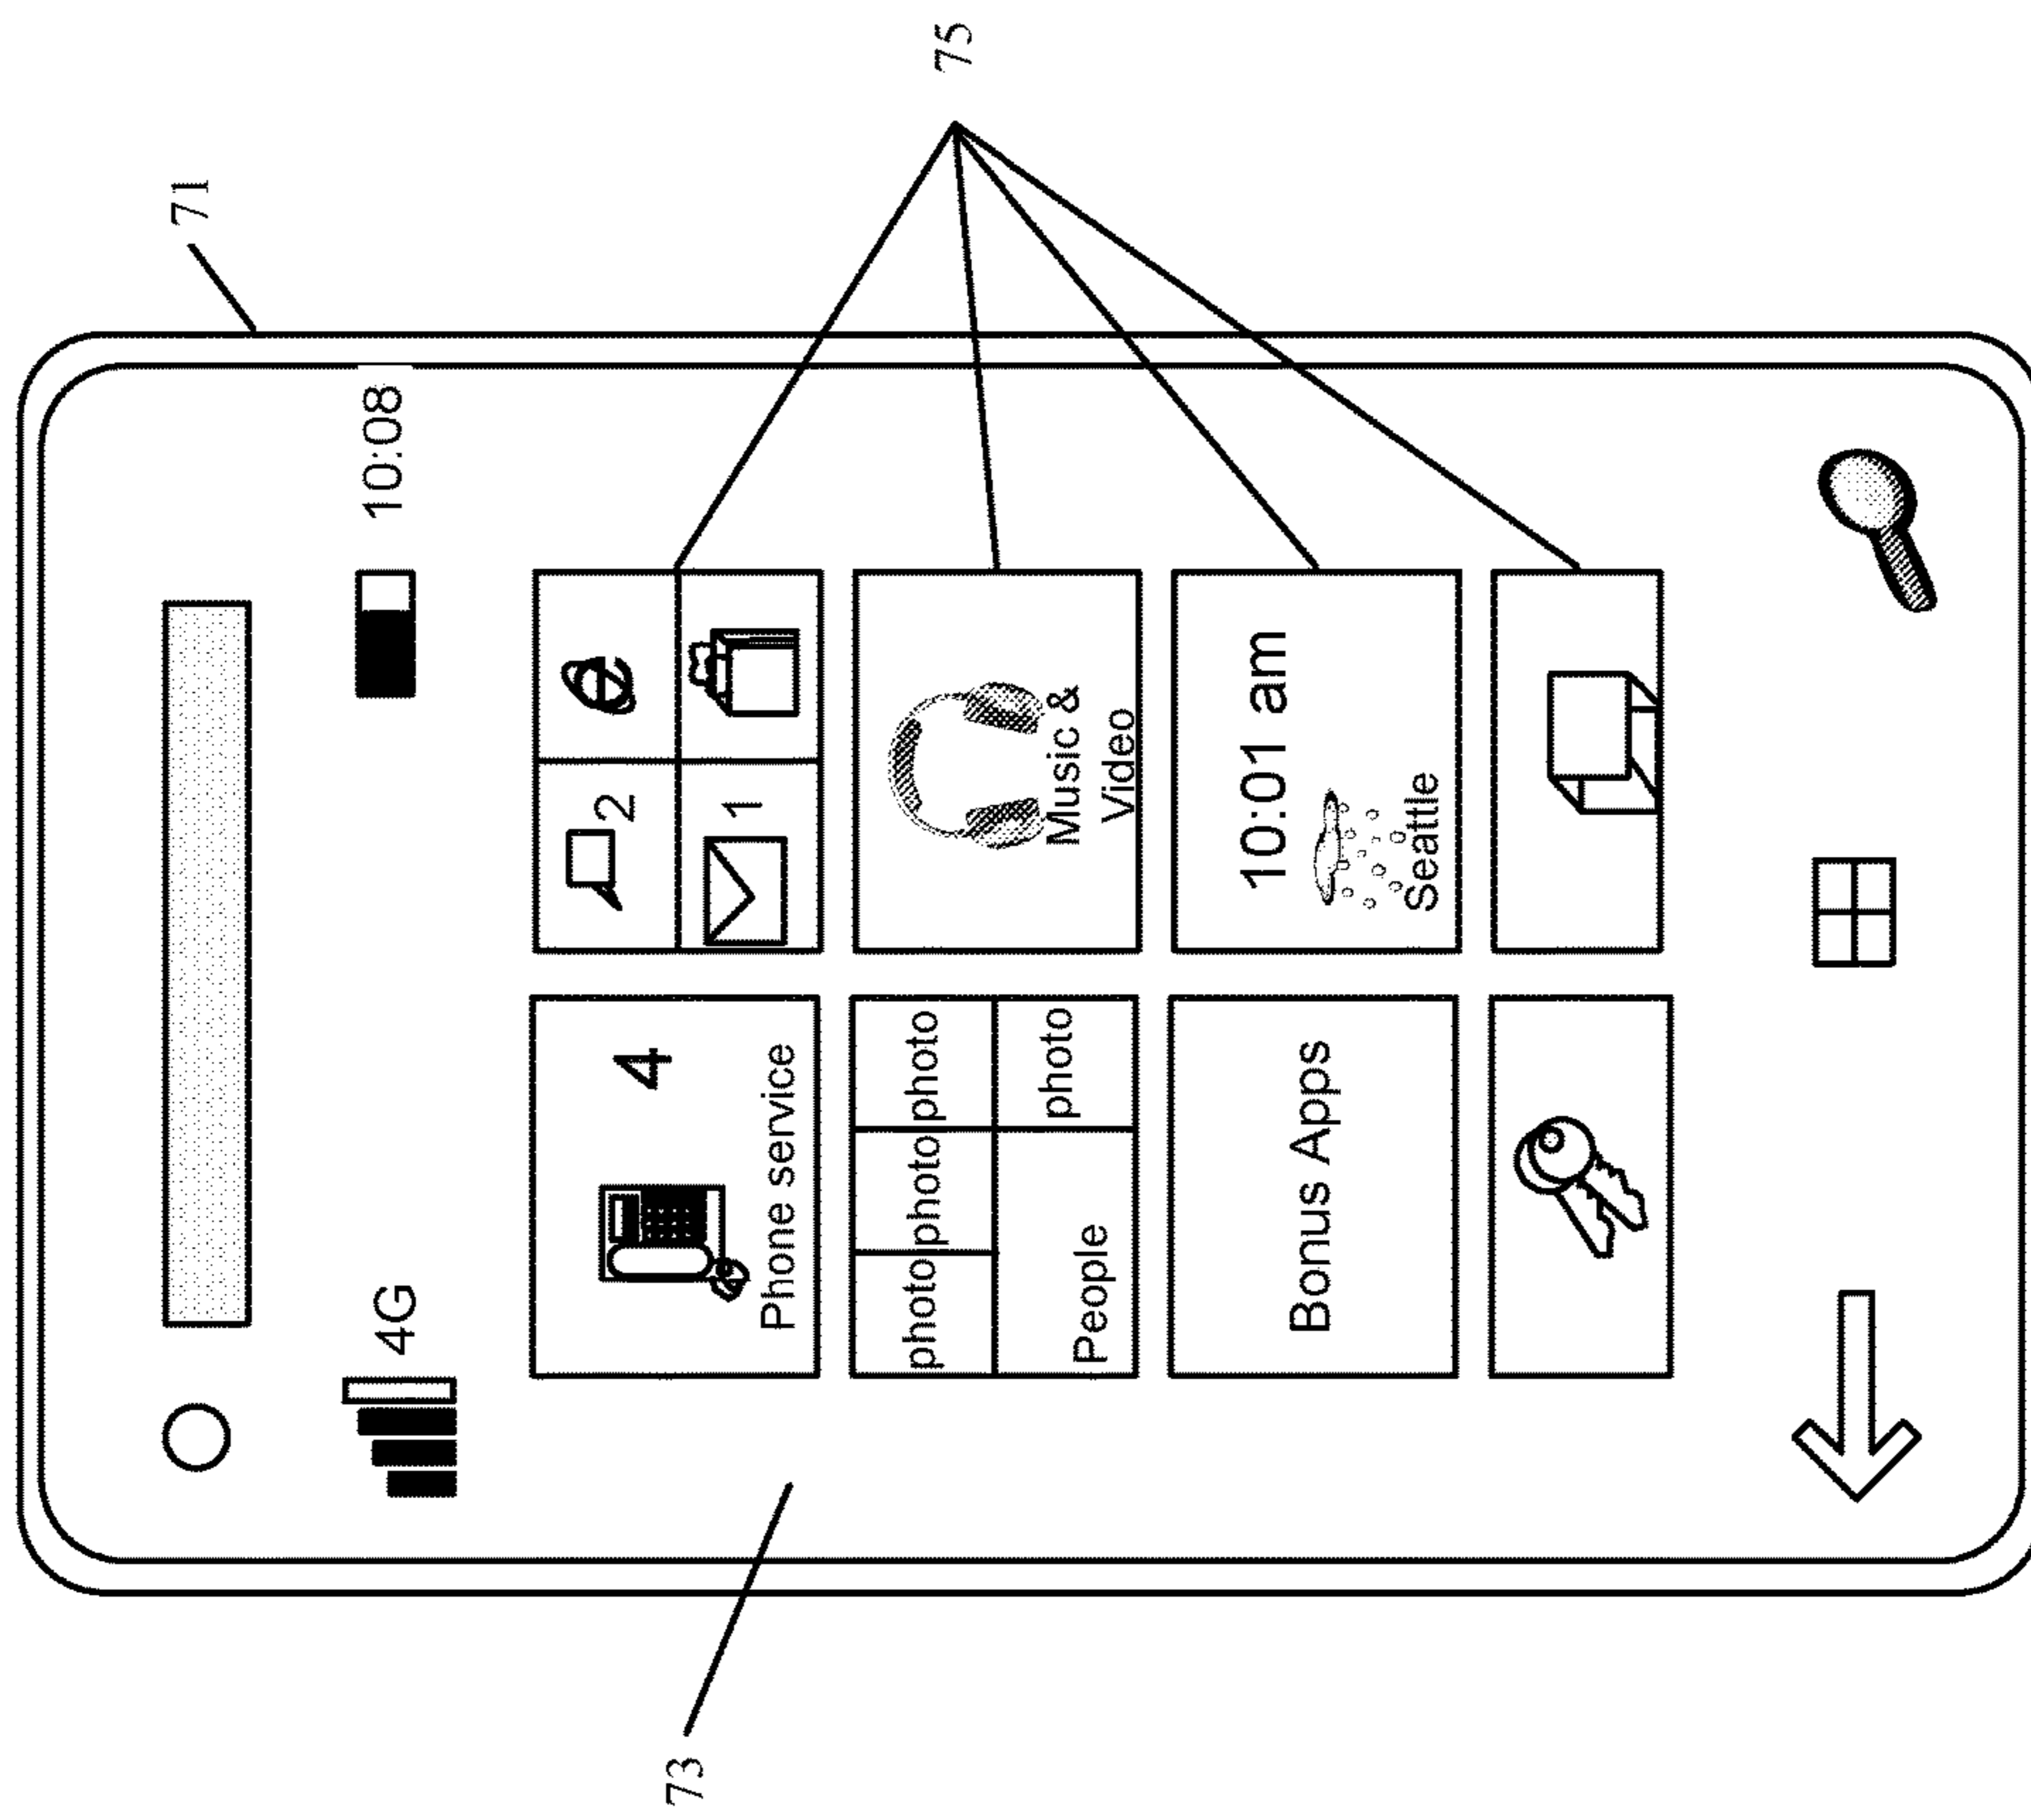 71
4G
10:08
4
Phone service
2
1
75
photo
photo
photo
People
photo
Music &
Video
Bonus Apps
10:01 am
Seattle
73